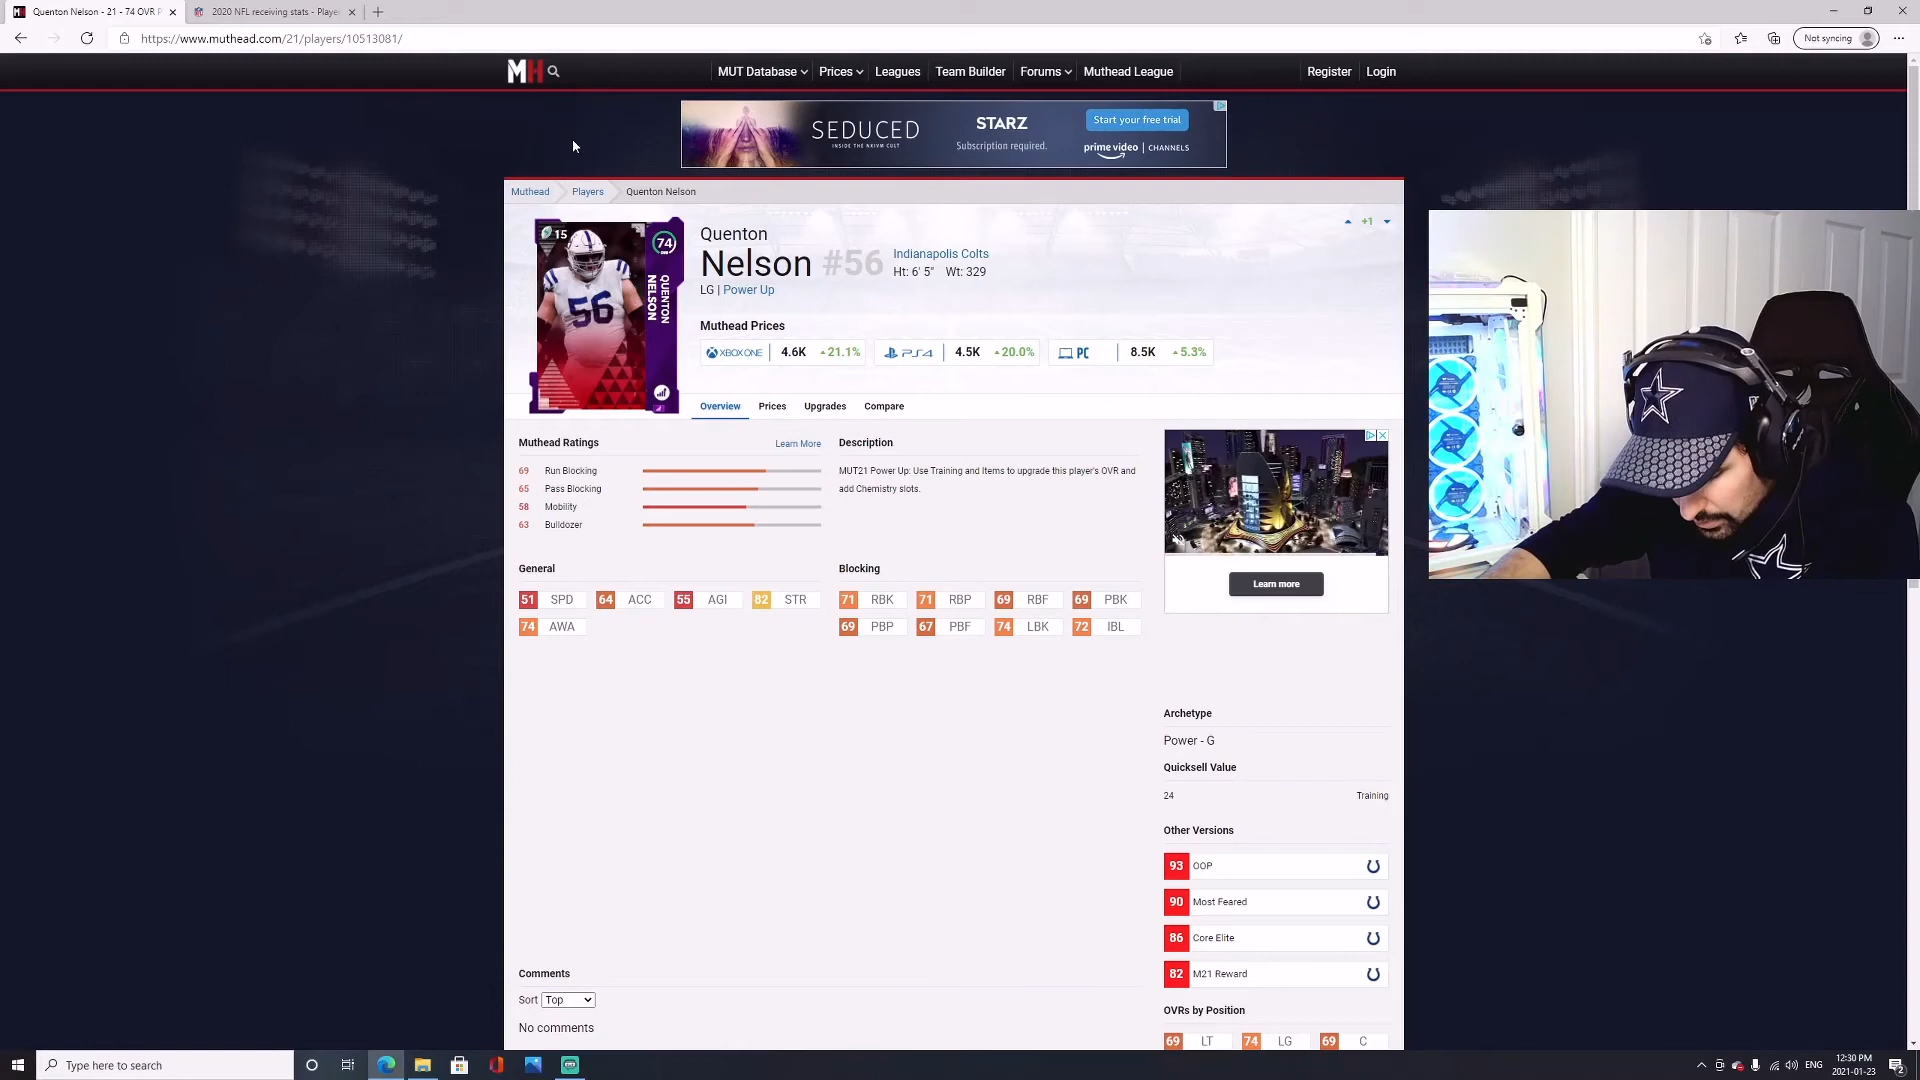 Quenton Nelson - 21 - 74 OVR P
2020 NFL receiving stats - Playe
https://www.muthead.com/21/players/10513081/
Not syncing
MH
MUT Database
Prices
Leagues
Team Builder
Forums
Muthead League
Register
Login
SEDUCED
INSIDE THE NXIVM CULT
STARZ
Subscription required.
Start your free trial
prime video | CHANNELS
Muthead
Players
Quenton Nelson
15
74
OVR
QUENTON
NELSON
56
Quenton
Nelson #56
Indianapolis Colts
Ht: 6' 5" Wt: 329
LG | Power Up
+1
Muthead Prices
XBOX ONE 4.6K 21.1%
PS4 4.5K 20.0%
PC 8.5K 5.3%
Overview
Prices
Upgrades
Compare
Muthead Ratings
Learn More
69 Run Blocking
65 Pass Blocking
58 Mobility
63 Bulldozer
Description
MUT21 Power Up: Use Training and Items to upgrade this player's OVR and
add Chemistry slots.
General
51 SPD
64 ACC
55 AGI
82 STR
74 AWA
Blocking
71 RBK
71 RBP
69 RBF
69 PBK
69 PBP
67 PBF
74 LBK
72 IBL
Learn more
Archetype
Power - G
Quicksell Value
24 Training
Other Versions
93 OOP
90 Most Feared
86 Core Elite
82 M21 Reward
OVRs by Position
69 LT
74 LG
69 C
Comments
Sort Top
No comments
Type here to search
ENG
12:30 PM
2021-01-23
2